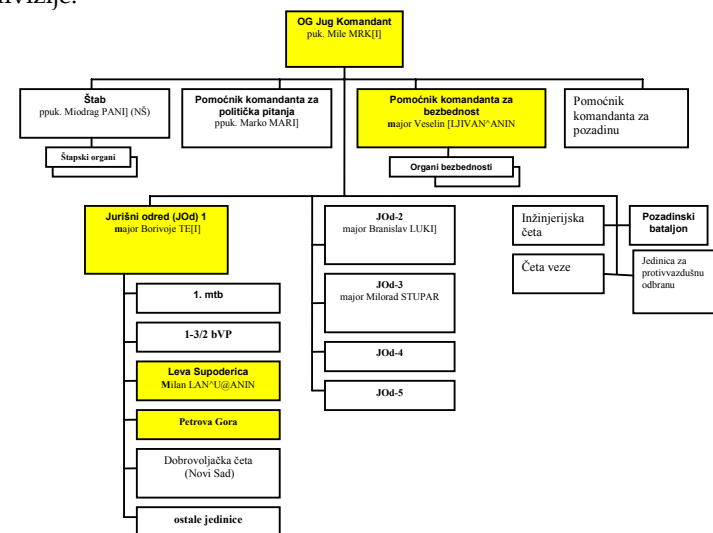 ivizije.
OG Jug Komandant
puk. Mile MRK[I]
Štab
ppuk. Miodrag PANI] (NŠ)
Štapski organi
Pomoćnik komandanta za
politička pitanja
ppuk. Marko MARI]
Pomoćnik komandanta za
bezbednost
major Veselin [LJIVAN^ANIN
Organi bezbednosti
Pomoćnik
komandanta za
pozadinu
Jurišni odred (JOd) 1
major Borivoje TE[I]
1. mtb
1-3/2 bVP
Leva Supoderica
Milan LAN^U@ANIN
Petrova Gora
Dobrovoljačka četa
(Novi Sad)
ostale jedinice
JOd-2
major Branislav LUKI]
JOd-3
major Milorad STUPAR
JOd-4
JOd-5
Inžinjerijska
četa
Pozadinski
bataljon
Četa veze
Jedinica za
protivvazdušnu
odbranu